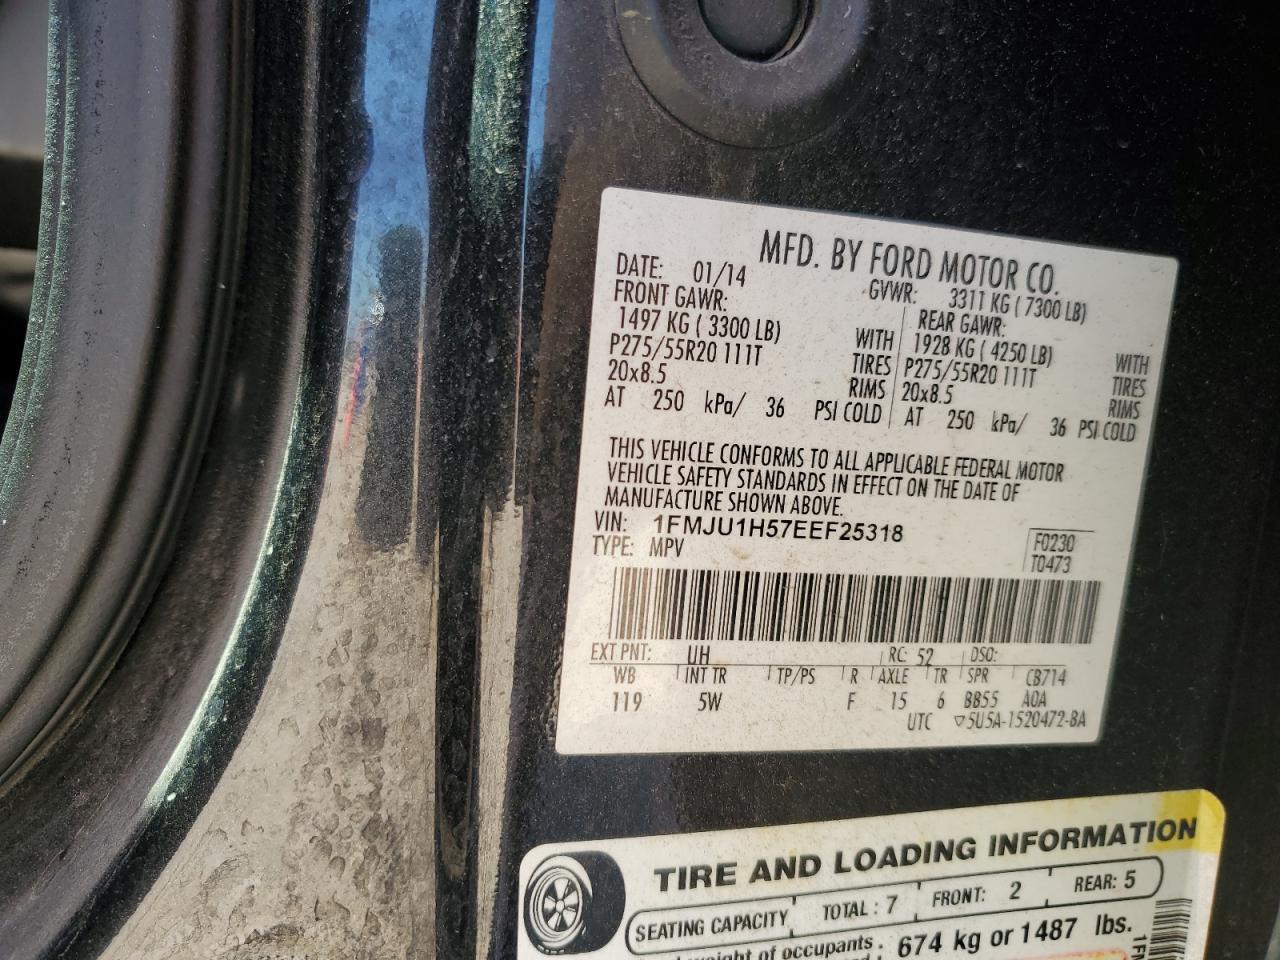 MFD. BY FORD MOTOR CO.
DATE: 01/14 GVWR: 3311 KG ( 7300 LB)
FRONT GAWR: REAR GAWR:
1497 KG ( 3300 LB) WITH 1928 KG ( 4250 LB) WITH
P275/55R20 111T TIRES P275/55R20 111T TIRES
20x8.5 RIMS 20x8.5 RIMS
AT 250 kPa/ 36 PSI COLD AT 250 kPa/ 36 PSI COLD
THIS VEHICLE CONFORMS TO ALL APPLICABLE FEDERAL MOTOR
VEHICLE SAFETY STANDARDS IN EFFECT ON THE DATE OF
MANUFACTURE SHOWN ABOVE.
VIN: 1FMJU1H57EEF25318
TYPE: MPV
F0230
T0473
EXT PNT: UH RC: 52 DSO:
WB INT TR TP/PS R AXLE TR SPR CB714
119 5W F 15 6 BB55 A0A
UTC ▽5U5A-1520472-BA
TIRE AND LOADING INFORMATION
SEATING CAPACITY TOTAL : 7 FRONT: 2 REAR: 5
weight of occupants 674 kg or 1487 lbs.